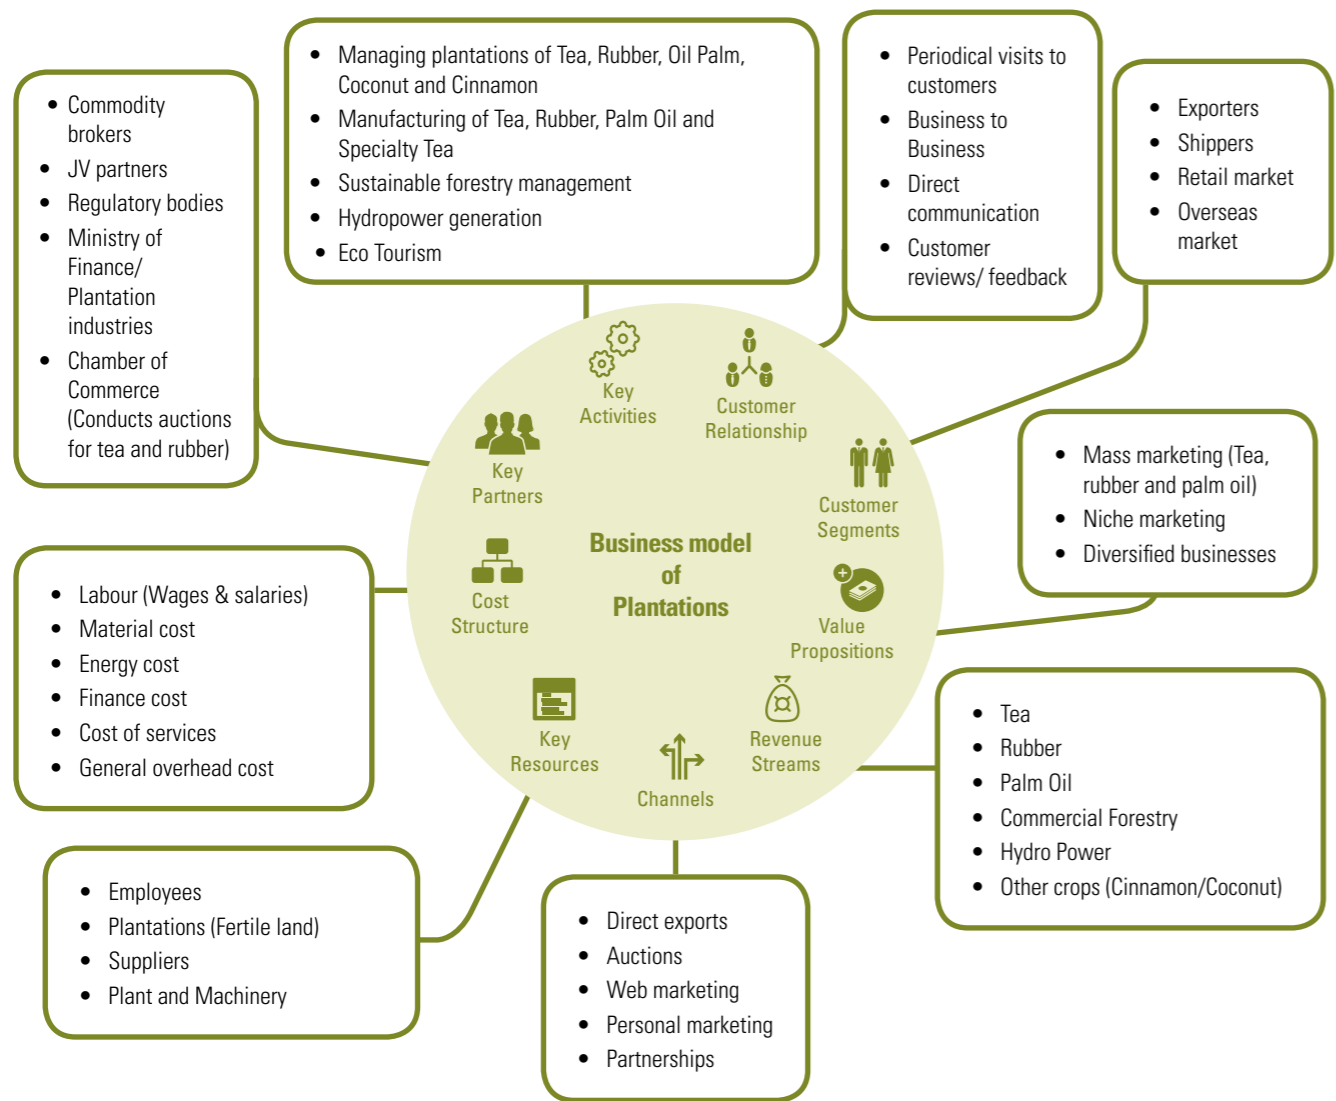 • Commodity
brokers
• JV partners
• Regulatory bodies
• Ministry of
Finance/
Plantation
industries
• Chamber of
Commerce
(Conducts auctions
for tea and rubber)
• Managing plantations of Tea, Rubber, Oil Palm,
Coconut and Cinnamon
• Manufacturing of Tea, Rubber, Palm Oil and
Specialty Tea
• Sustainable forestry management
• Hydropower generation
• Eco Tourism
• Periodical visits to
customers
• Business to
Business
• Direct
communication
• Customer
reviews/ feedback
• Exporters
• Shippers
• Retail market
• Overseas
market
Key
Activities
Customer
Relationship
Key
Partners
Customer
Segments
• Mass marketing (Tea,
rubber and palm oil)
• Niche marketing
• Diversified businesses
Business model
of
Plantations
Cost
Structure
Value
Propositions
• Labour (Wages & salaries)
• Material cost
• Energy cost
• Finance cost
• Cost of services
• General overhead cost
Key
Resources
Channels
Revenue
Streams
• Tea
• Rubber
• Palm Oil
• Commercial Forestry
• Hydro Power
• Other crops (Cinnamon/Coconut)
• Employees
• Plantations (Fertile land)
• Suppliers
• Plant and Machinery
• Direct exports
• Auctions
• Web marketing
• Personal marketing
• Partnerships